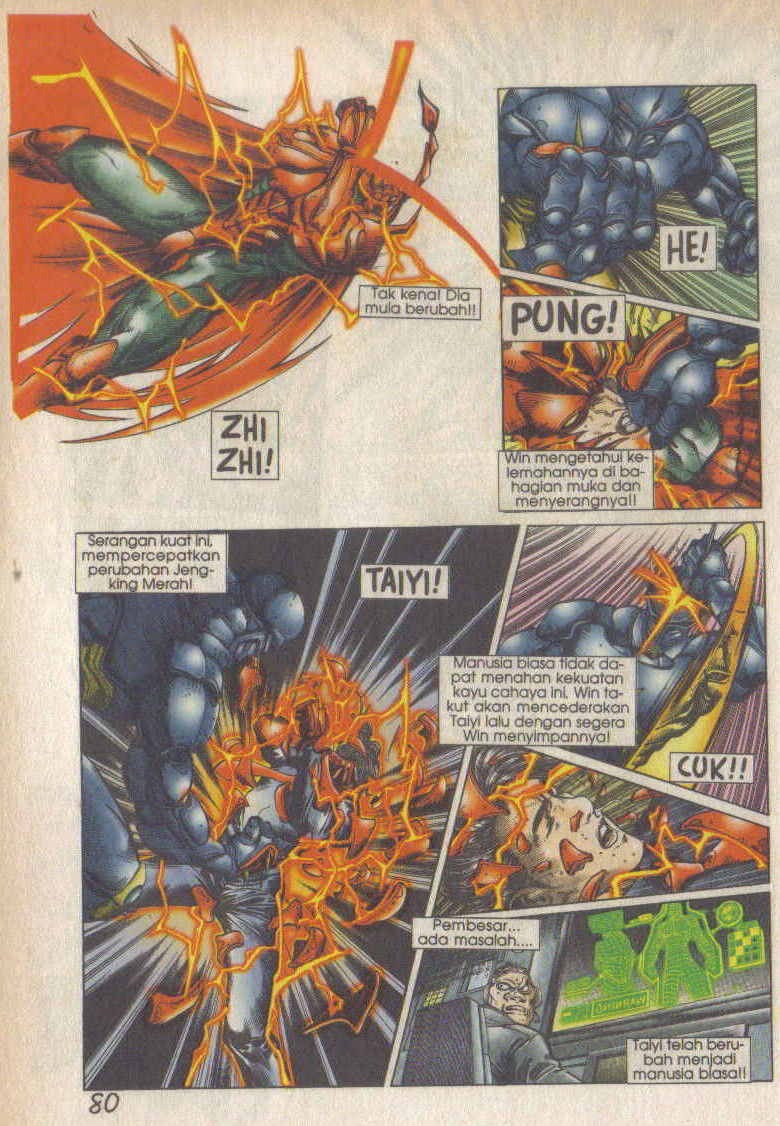 Tak kena! Dia
mula berubah!!
ZHI
ZHI!
HE!
PUNG!
Win mengetahui ke-
lemahannya di ba-
hagian muka dan
menyerangnya!!
Serangan kuat ini,
mempercepatkan
perubahan Jeng-
king Merah!
TAIYI!
Manusia biasa tidak da-
pat menahan kekuatan
kayu cahaya ini, Win ta-
kut akan mencederakan
Taiyi lalu dengan segera
Win menyimpannya!
CUK!!
Pembesar...
ada masalah....
WARNING
Taiyi telah beru-
bah menjadi
manusia biasa!!
80